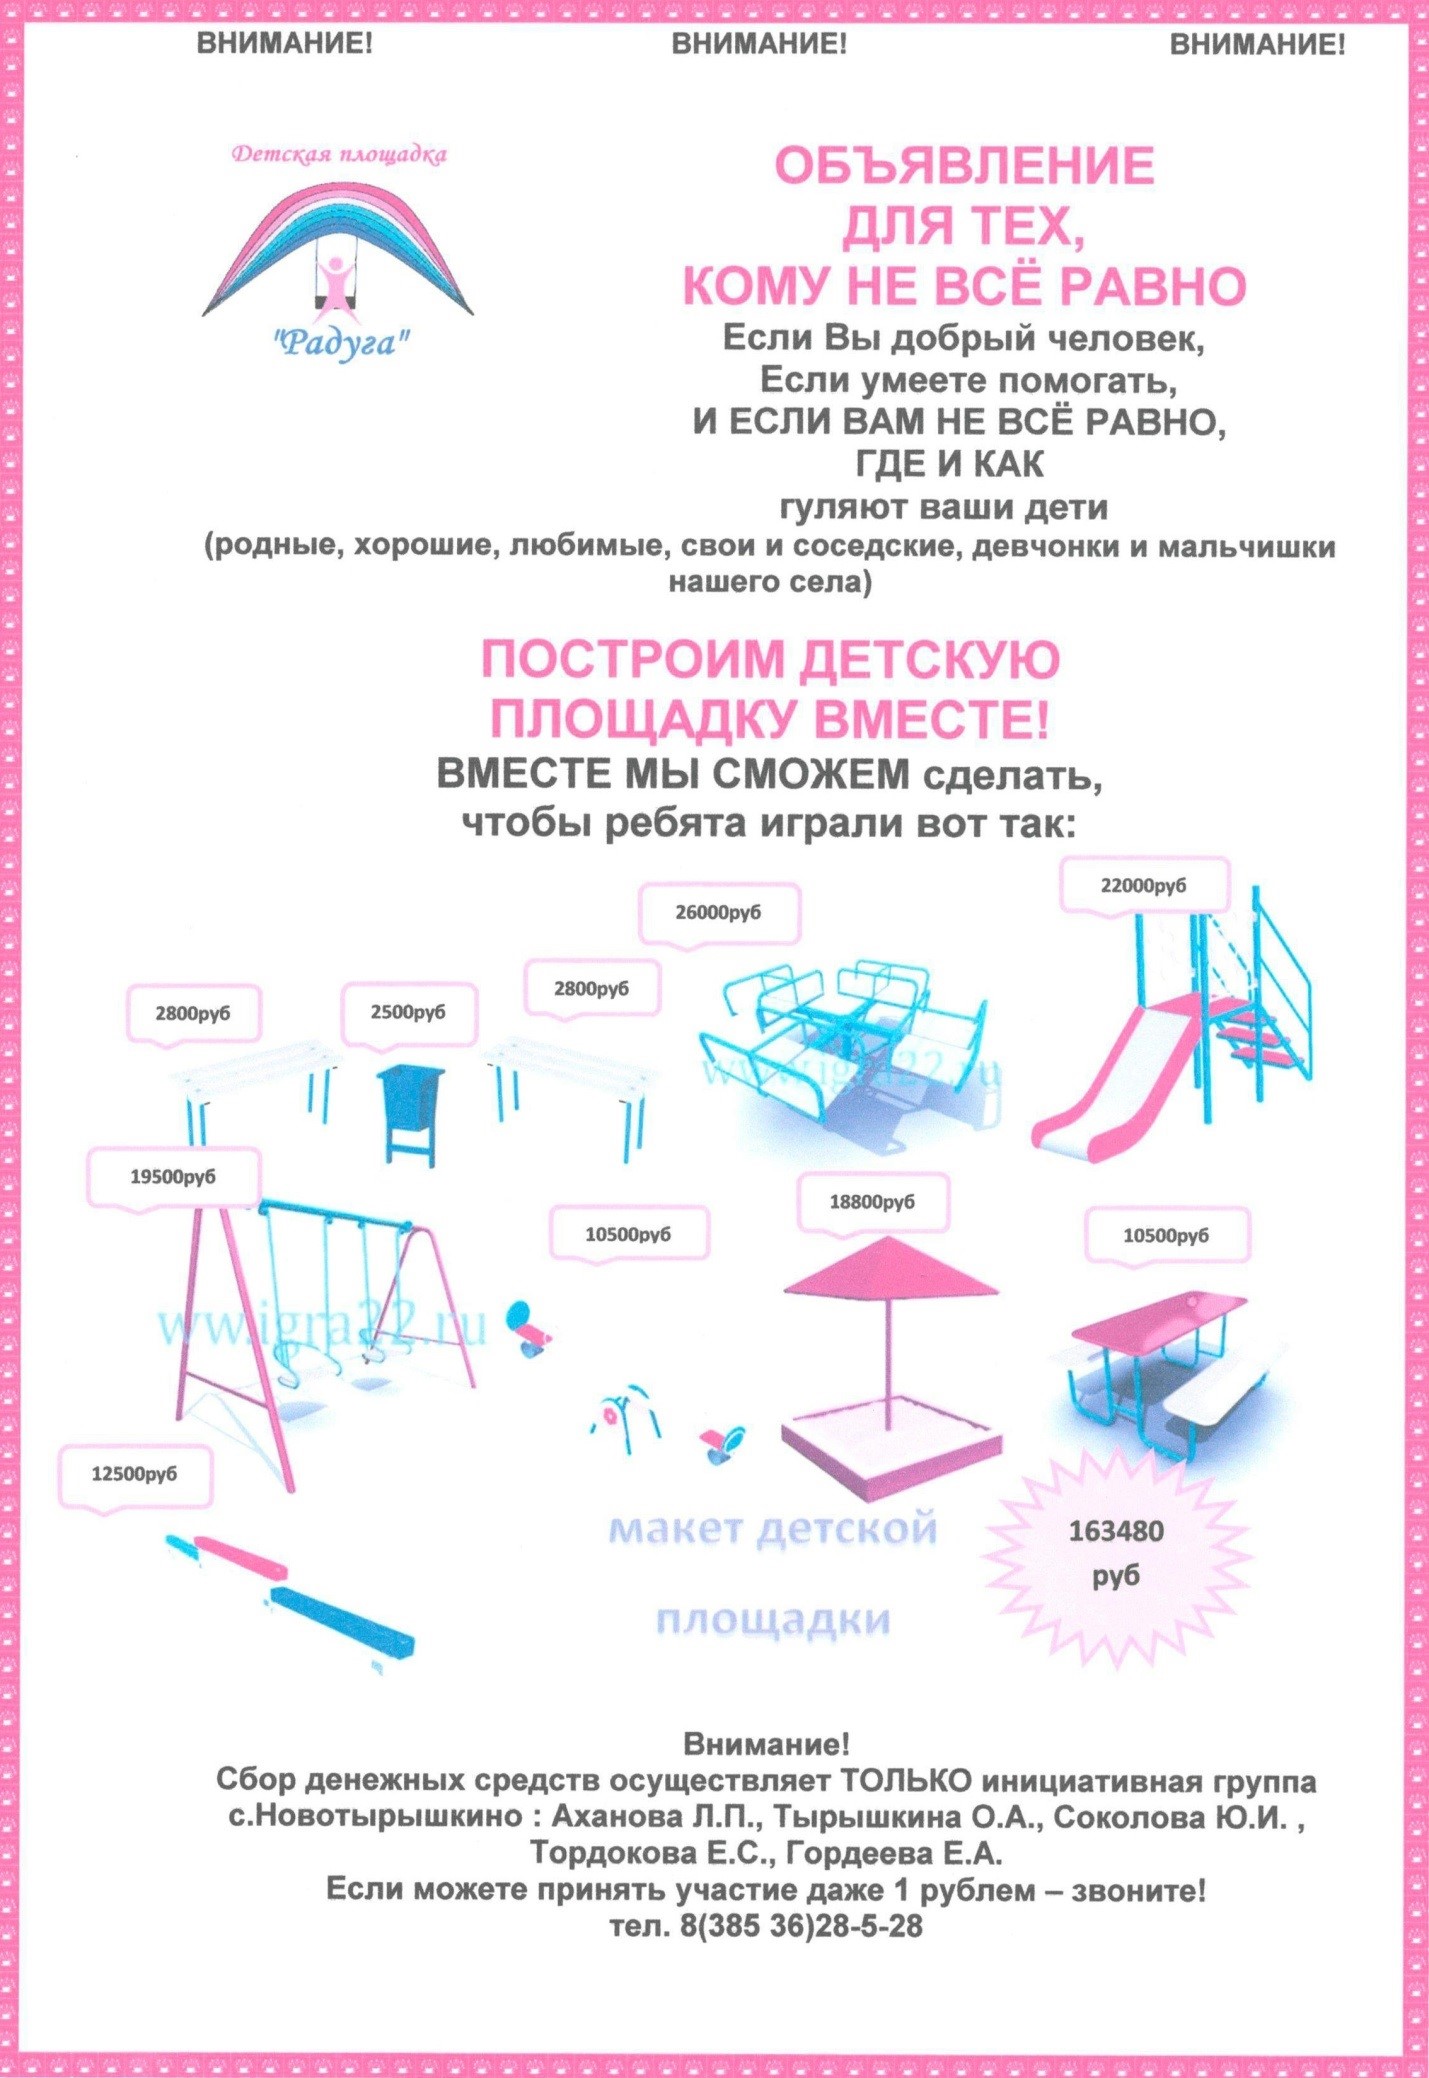 ВНИМАНИЕ! ВНИМАНИЕ! ВНИМАНИЕ!
Детская площадка
"Радуга"
ОБЪЯВЛЕНИЕ
ДЛЯ ТЕХ,
КОМУ НЕ ВСЁ РАВНО
Если Вы добрый человек,
Если умеете помогать,
И ЕСЛИ ВАМ НЕ ВСЁ РАВНО,
ГДЕ И КАК
гуляют ваши дети
(родные, хорошие, любимые, свои и соседские, девчонки и мальчишки
нашего села)
ПОСТРОИМ ДЕТСКУЮ
ПЛОЩАДКУ ВМЕСТЕ!
ВМЕСТЕ МЫ СМОЖЕМ сделать,
чтобы ребята играли вот так:
22000руб
26000руб
2800руб
2500руб
2800руб
www.igra22.ru
19500руб
10500руб
18800руб
10500руб
ww.igra22.ru
12500руб
макет детской
площадки
163480
руб
Внимание!
Сбор денежных средств осуществляет ТОЛЬКО инициативная группа
с.Новотырышкино : Аханова Л.П., Тырышкина О.А., Соколова Ю.И. ,
Тордокова Е.С., Гордеева Е.А.
Если можете принять участие даже 1 рублем – звоните!
тел. 8(385 36)28-5-28